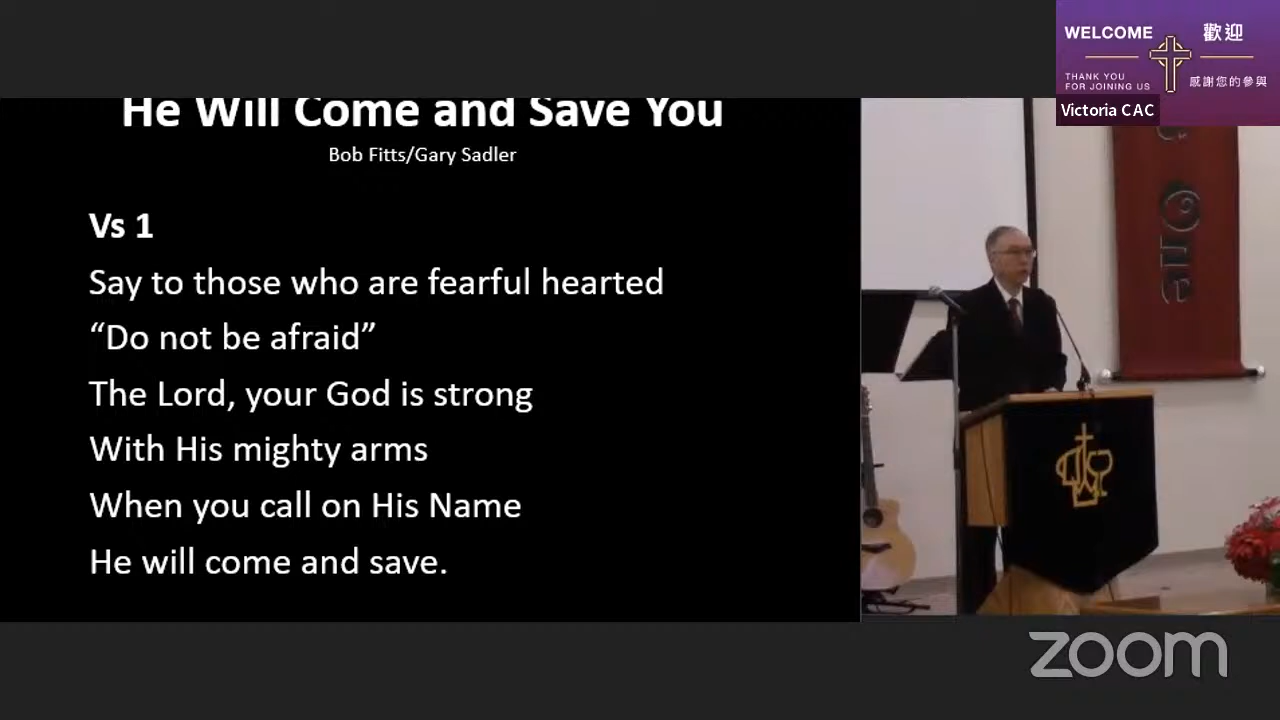 He Will Come and Save You
Bob Fitts/Gary Sadler
Vs 1
Say to those who are fearful hearted
“Do not be afraid”
The Lord, your God is strong
With His mighty arms
When you call on His Name
He will come and save.
WELCOME 歡迎
THANK YOU
FOR JOINING US
感謝您的參與
Victoria CAC
One
zoom